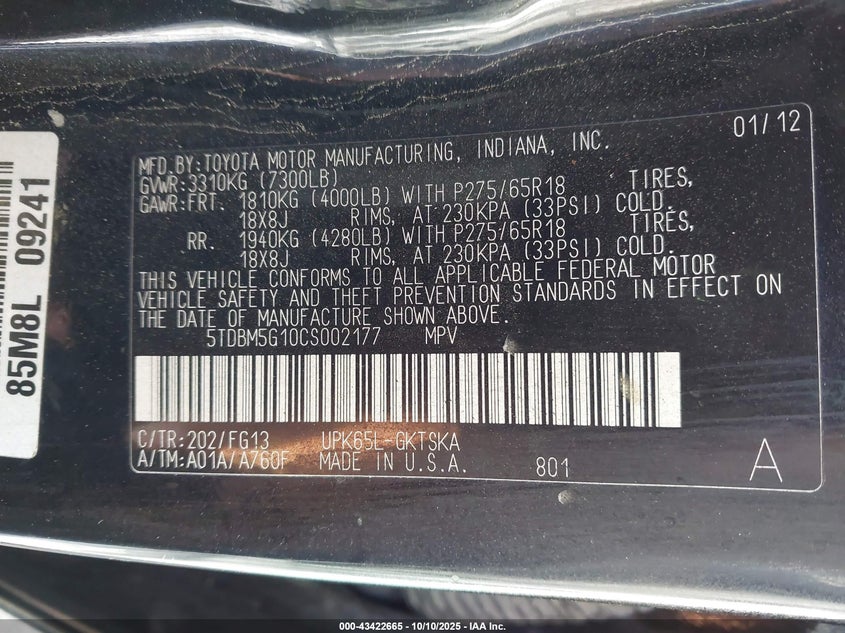 01/12
MFD.BY:TOYOTA MOTOR MANUFACTURING, INDIANA, INC.
GVWR:3310KG (7300LB)
GAWR:FRT. 1810KG (4000LB) WITH P275/65R18 TIRES,
18X8J RIMS, AT 230KPA (33PSI) COLD.
RR. 1940KG (4280LB) WITH P275/65R18 TIRES,
18X8J RIMS, AT 230KPA (33PSI) COLD.
THIS VEHICLE CONFORMS TO ALL APPLICABLE FEDERAL MOTOR
VEHICLE SAFETY AND THEFT PREVENTION STANDARDS IN EFFECT ON
THE DATE OF MANUFACTURE SHOWN ABOVE.
5TDBM5G10CS002177 MPV
C/TR:202/FG13 UPK65L-GKTSKA
A/TM:A01A/A760F MADE IN U.S.A. 801 A
85M8L 09241
000-43422665 - 10/10/2025 - IAA Inc.